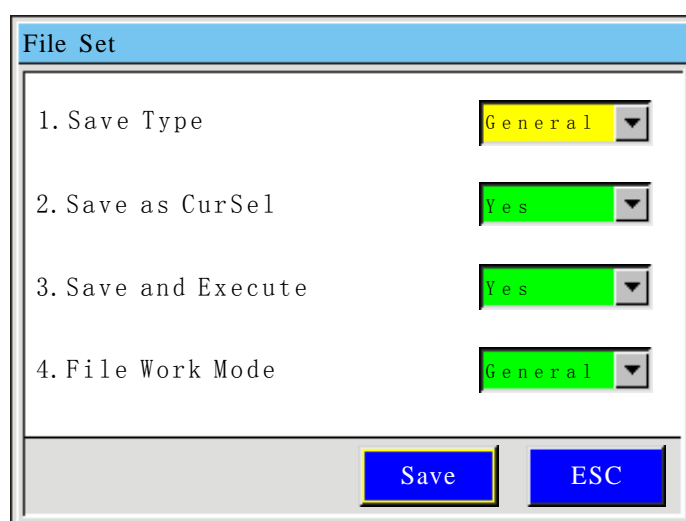 File Set
1. Save Type General
2. Save as CurSel Yes
3. Save and Execute Yes
4. File Work Mode General
Save ESC